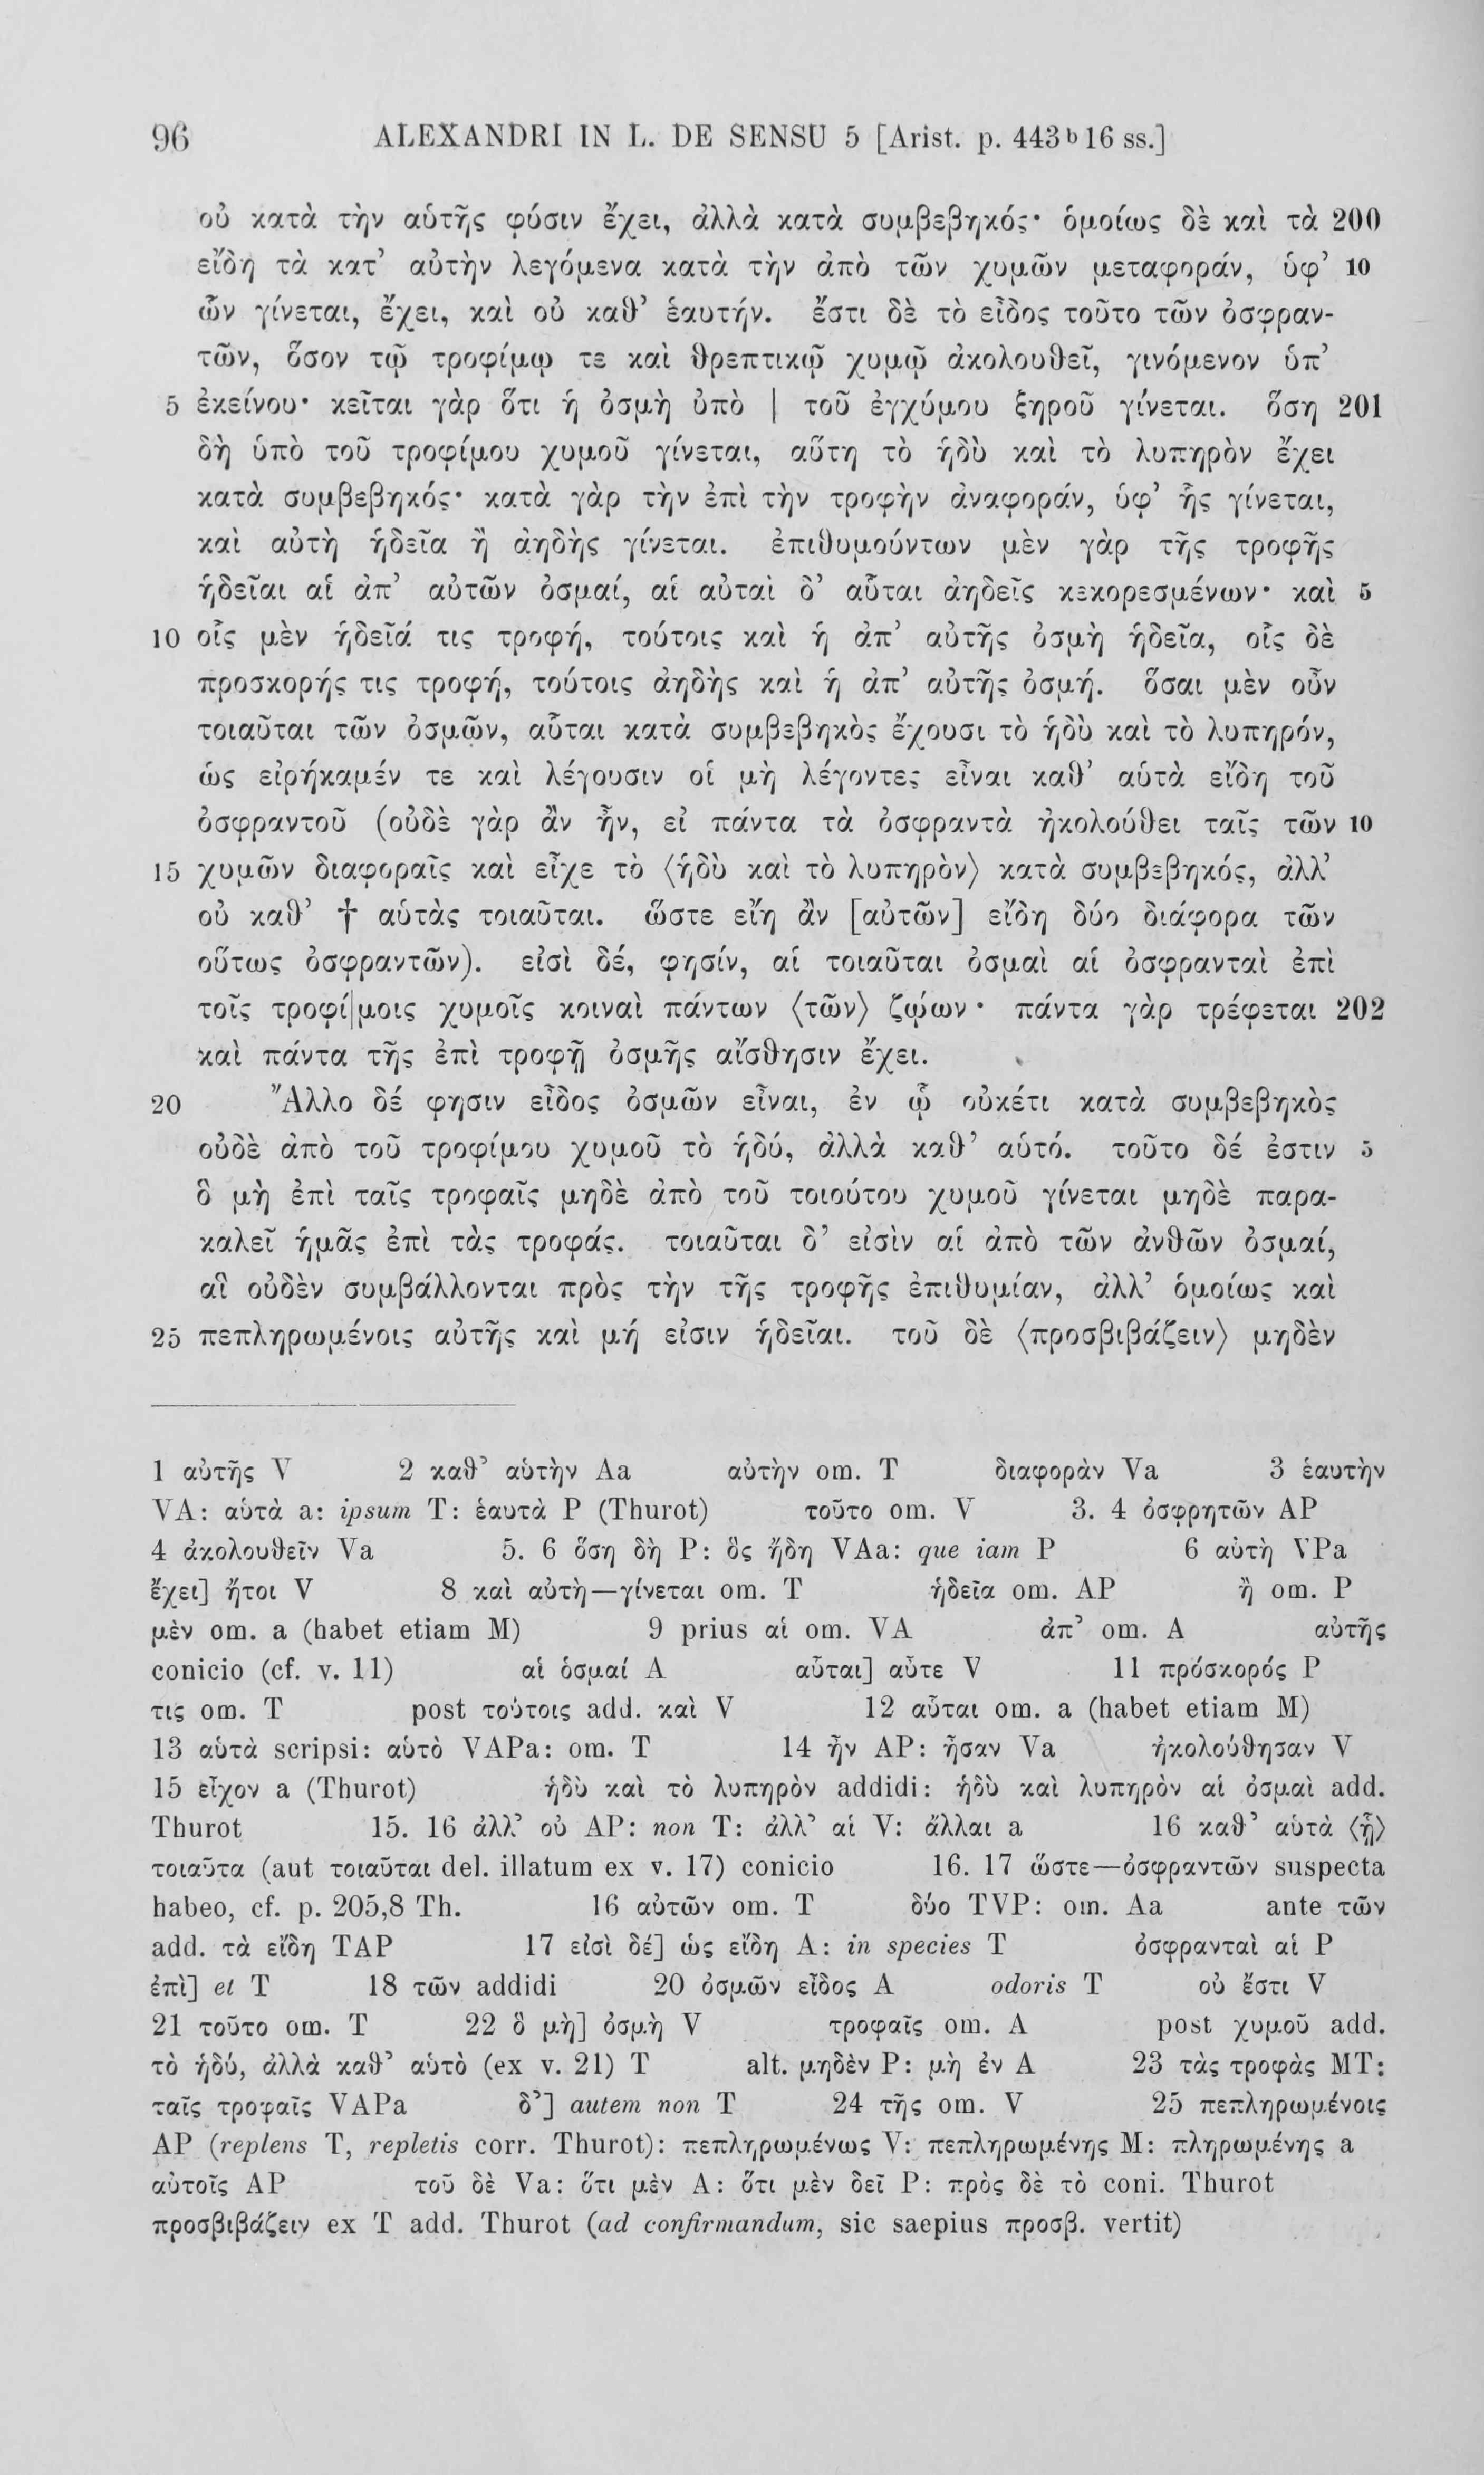 96 ALEXANDRI IN L. DE SENSU 5 [Arist. p. 443ᵇ16 ss.]
οὐ κατὰ τὴν αὑτῆς φύσιν ἔχει, ἀλλὰ κατὰ συμβεβηκός· ὁμοίως δὲ καὶ τὰ 200
εἴδη τὰ κατ’ αὐτὴν λεγόμενα κατὰ τὴν ἀπὸ τῶν χυμῶν μεταφοράν, ὑφ’ 10
ὧν γίνεται, ἔχει, καὶ οὐ καθ’ ἑαυτήν. ἔστι δὲ τὸ εἶδος τοῦτο τῶν ὀσφραν-
τῶν, ὅσον τῷ τροφίμῳ τε καὶ θρεπτικῷ χυμῷ ἀκολουθεῖ, γινόμενον ὑπ’
5 ἐκείνου· κεῖται γὰρ ὅτι ἡ ὀσμὴ ὑπὸ | τοῦ ἐγχύμου ξηροῦ γίνεται. ὅση 201
δὴ ὑπὸ τοῦ τροφίμου χυμοῦ γίνεται, αὕτη τὸ ἡδὺ καὶ τὸ λυπηρὸν ἔχει
κατὰ συμβεβηκός· κατὰ γὰρ τὴν ἐπὶ τὴν τροφὴν ἀναφοράν, ὑφ’ ἧς γίνεται,
καὶ αὐτὴ ἡδεῖα ἢ ἀηδὴς γίνεται. ἐπιθυμούντων μὲν γὰρ τῆς τροφῆς
ἡδεῖαι αἱ ἀπ’ αὐτῶν ὀσμαί, αἱ αὐταὶ δ’ αὗται ἀηδεῖς κεκορεσμένων· καὶ 5
10 οἷς μὲν ἡδεῖά τις τροφή, τούτοις καὶ ἡ ἀπ’ αὐτῆς ὀσμὴ ἡδεῖα, οἷς δὲ
προσκορής τις τροφή, τούτοις ἀηδὴς καὶ ἡ ἀπ’ αὐτῆς ὀσμή. ὅσαι μὲν οὖν
τοιαῦται τῶν ὀσμῶν, αὗται κατὰ συμβεβηκὸς ἔχουσι τὸ ἡδὺ καὶ τὸ λυπηρόν,
ὡς εἰρήκαμέν τε καὶ λέγουσιν οἱ μὴ λέγοντες εἶναι καθ’ αὑτὰ εἴδη τοῦ
ὀσφραντοῦ (οὐδὲ γὰρ ἂν ἦν, εἰ πάντα τὰ ὀσφραντὰ ἠκολούθει ταῖς τῶν 10
15 χυμῶν διαφοραῖς καὶ εἶχε τὸ ⟨ἡδὺ καὶ τὸ λυπηρὸν⟩ κατὰ συμβεβηκός, ἀλλ’
οὐ καθ’ † αὑτὰς τοιαῦται. ὥστε εἴη ἂν [αὐτῶν] εἴδη δύο διάφορα τῶν
οὕτως ὀσφραντῶν). εἰσὶ δέ, φησίν, αἱ τοιαῦται ὀσμαὶ αἱ ὀσφρανταὶ ἐπὶ
τοῖς τροφί|μοις χυμοῖς κοιναὶ πάντων ⟨τῶν⟩ ζῴων· πάντα γὰρ τρέφεται 202
καὶ πάντα τῆς ἐπὶ τροφῇ ὀσμῆς αἴσθησιν ἔχει.
20 Ἄλλο δέ φησιν εἶδος ὀσμῶν εἶναι, ἐν ᾧ οὐκέτι κατὰ συμβεβηκὸς
οὐδὲ ἀπὸ τοῦ τροφίμου χυμοῦ τὸ ἡδύ, ἀλλὰ καθ’ αὑτό. τοῦτο δέ ἐστιν 5
ὃ μὴ ἐπὶ ταῖς τροφαῖς μηδὲ ἀπὸ τοῦ τοιούτου χυμοῦ γίνεται μηδὲ παρα-
καλεῖ ἡμᾶς ἐπὶ τὰς τροφάς. τοιαῦται δ’ εἰσὶν αἱ ἀπὸ τῶν ἀνθῶν ὀσμαί,
αἳ οὐδὲν συμβάλλονται πρὸς τὴν τῆς τροφῆς ἐπιθυμίαν, ἀλλ’ ὁμοίως καὶ
25 πεπληρωμένοις αὐτῆς καὶ μή εἰσιν ἡδεῖαι. τοῦ δὲ ⟨προσβιβάζειν⟩ μηδὲν
1 αὐτῆς V 2 καθ’ αὑτὴν Aa αὐτὴν om. T διαφορὰν Va 3 ἑαυτὴν
VA: αὑτὰ a: ipsum T: ἑαυτὰ P (Thurot) τοῦτο om. V 3. 4 ὀσφρητῶν AP
4 ἀκολουθεῖν Va 5. 6 ὅση δὴ P: ὃς ἤδη VAa: que iam P 6 αὐτὴ VPa
ἔχει] ἤτοι V 8 καὶ αὐτὴ—γίνεται om. T ἡδεῖα om. AP ἢ om. P
μὲν om. a (habet etiam M) 9 prius αἱ om. VA ἀπ’ om. A αὐτῆς
conicio (cf. v. 11) αἱ ὀσμαί A αὗται] αὖτε V 11 πρόσκορός P
τις om. T post τούτοις add. καὶ V 12 αὗται om. a (habet etiam M)
13 αὑτὰ scripsi: αὑτὸ VAPa: om. T 14 ἦν AP: ἦσαν Va ἠκολούθησαν V
15 εἶχον a (Thurot) ἡδὺ καὶ τὸ λυπηρὸν addidi: ἡδὺ καὶ λυπηρὸν αἱ ὀσμαὶ add.
Thurot 15. 16 ἀλλ’ οὐ AP: non T: ἀλλ’ αἱ V: ἄλλαι a 16 καθ’ αὑτὰ ⟨ᾖ⟩
τοιαῦτα (aut τοιαῦται del. illatum ex v. 17) conicio 16. 17 ὥστε—ὀσφραντῶν suspecta
habeo, cf. p. 205,8 Th. 16 αὐτῶν om. T δύο TVP: om. Aa ante τῶν
add. τὰ εἴδη TAP 17 εἰσὶ δέ] ὡς εἴδη A: in species T ὀσφρανταὶ αἱ P
ἐπὶ] et T 18 τῶν addidi 20 ὀσμῶν εἶδος A odoris T οὐ ἔστι V
21 τοῦτο om. T 22 ὃ μὴ] ὀσμὴ V τροφαῖς om. A post χυμοῦ add.
τὸ ἡδύ, ἀλλὰ καθ’ αὑτὸ (ex v. 21) T alt. μηδὲν P: μὴ ἐν A 23 τὰς τροφὰς MT:
ταῖς τροφαῖς VAPa δ’] autem non T 24 τῆς om. V 25 πεπληρωμένοις
AP (replens T, repletis corr. Thurot): πεπληρωμένως V: πεπληρωμένης M: πληρωμένης a
αὐτοῖς AP τοῦ δὲ Va: ὅτι μὲν A: ὅτι μὲν δεῖ P: πρὸς δὲ τὸ coni. Thurot
προσβιβάζειν ex T add. Thurot (ad confirmandum, sic saepius προσβ. vertit)